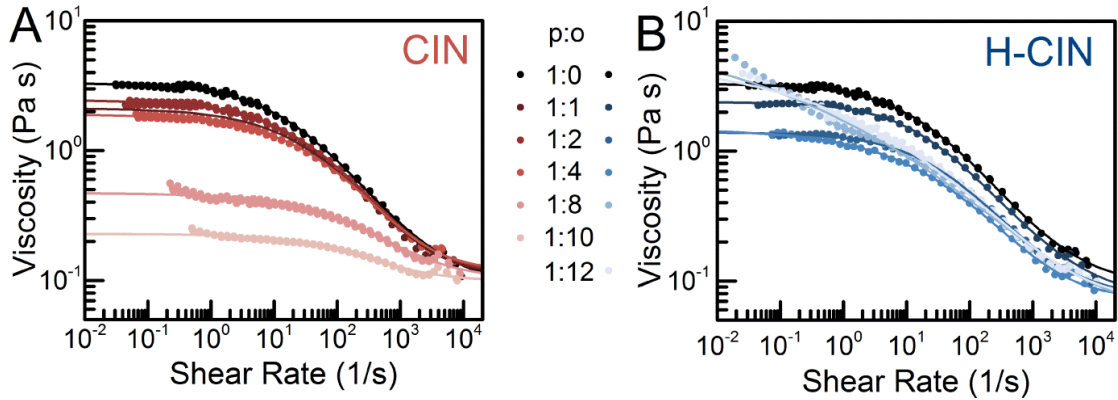 A
CIN
Viscosity (Pa s)
10^1
10^0
10^-1
10^-2 10^-1 10^0 10^1 10^2 10^3 10^4
Shear Rate (1/s)
p:o
1:0
1:1
1:2
1:4
1:8
1:10
1:12
B
H-CIN
Viscosity (Pa s)
10^1
10^0
10^-1
10^-2 10^-1 10^0 10^1 10^2 10^3 10^4
Shear Rate (1/s)